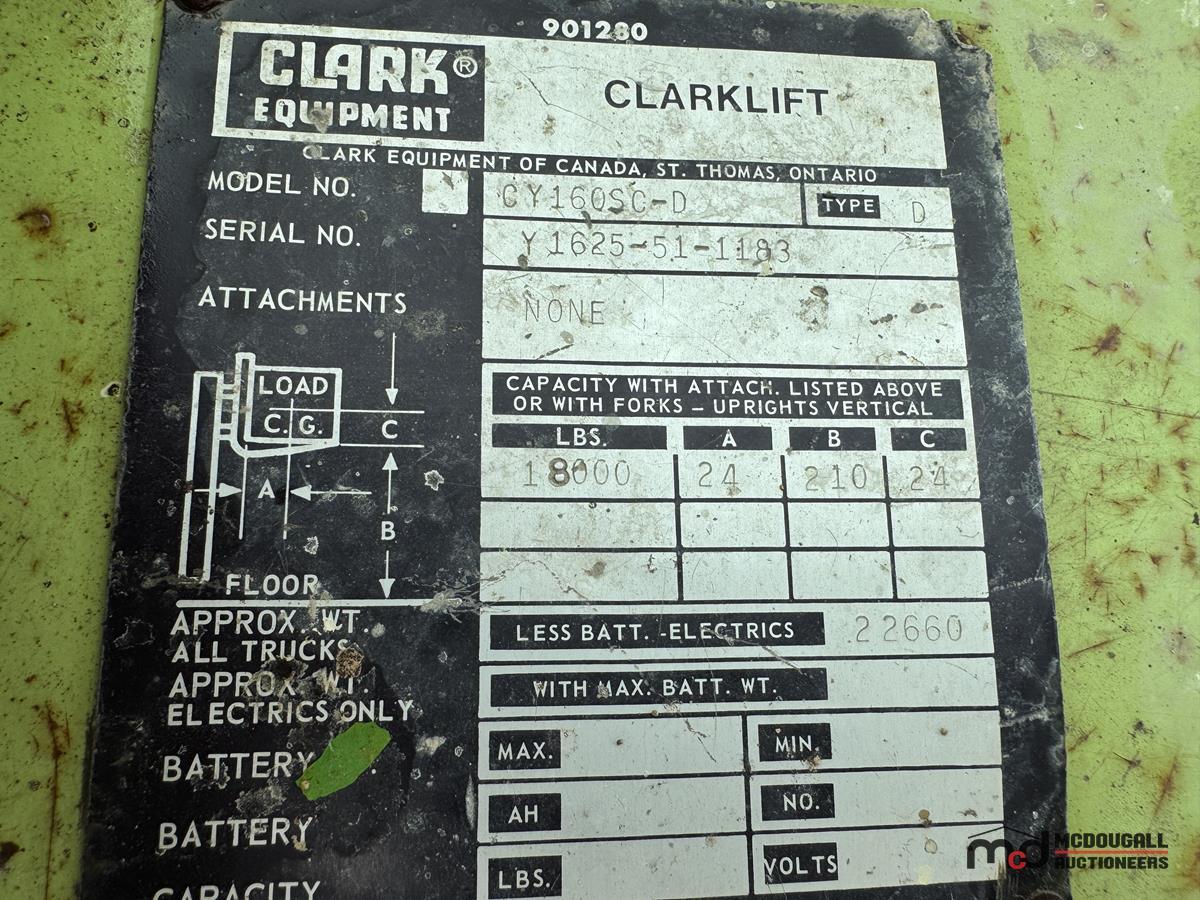 901280
CLARK®
EQUIPMENT
CLARKLIFT
CLARK EQUIPMENT OF CANADA, ST. THOMAS, ONTARIO
MODEL NO. CY160SC-D TYPE D
SERIAL NO. Y1625-51-1183
ATTACHMENTS NONE
LOAD
C. G.
C
A
B
FLOOR
CAPACITY WITH ATTACH. LISTED ABOVE
OR WITH FORKS - UPRIGHTS VERTICAL
LBS. A B C
18000 24 210 24
APPROX. WT.
ALL TRUCKS
LESS BATT. -ELECTRICS 22660
APPROX. WT.
ELECTRICS ONLY
WITH MAX. BATT. WT.
BATTERY
MAX. MIN.
BATTERY
AH NO.
CAPACITY
LBS. VOLTS
mcd MCDOUGALL
AUCTIONEERS